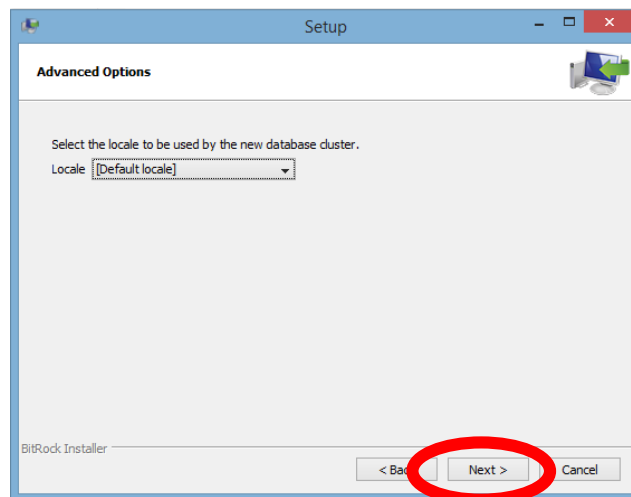 Setup
Advanced Options
Select the locale to be used by the new database cluster.
Locale [Default locale]
BitRock Installer
< Bac Next > Cancel